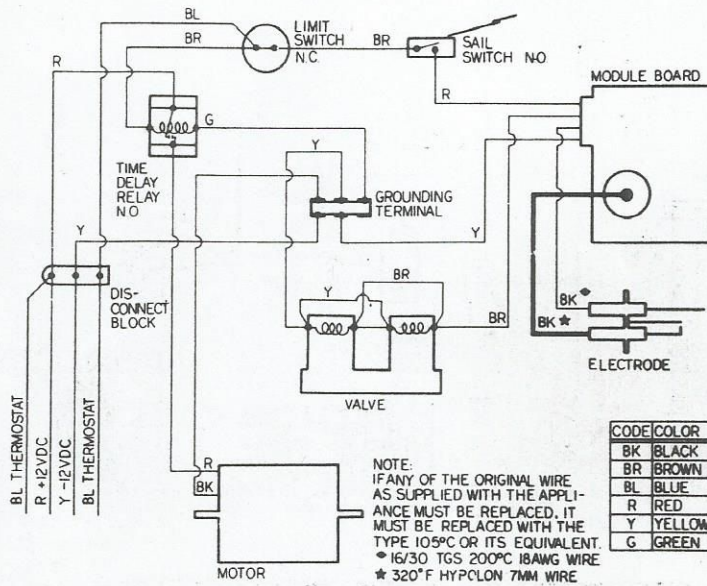 BL
LIMIT
SWITCH
N.C.
BR
BR
SAIL
SWITCH N-O
R
R
MODULE BOARD
G
Y
TIME
DELAY
RELAY
N O
GROUNDING
TERMINAL
Y
Y
DIS-
CONNECT
BLOCK
Y
BR
BR
BK ◆
BK ★
ELECTRODE
VALVE
BL THERMOSTAT
R +12VDC
Y -12VDC
BL THERMOSTAT
R
BK
MOTOR
NOTE:
IF ANY OF THE ORIGINAL WIRE
AS SUPPLIED WITH THE APPLI-
ANCE MUST BE REPLACED, IT
MUST BE REPLACED WITH THE
TYPE 105°C OR ITS EQUIVALENT.
◆ 16/30 TGS 200°C 18AWG WIRE
★ 320°F HYPOLON 7MM WIRE
CODE COLOR
BK BLACK
BR BROWN
BL BLUE
R RED
Y YELLOW
G GREEN